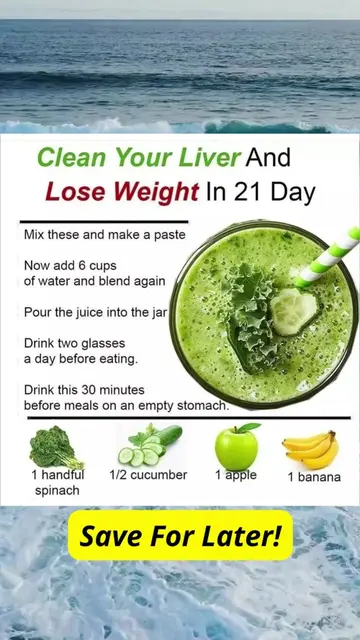 Clean Your Liver And
Lose Weight In 21 Day
Mix these and make a paste
Now add 6 cups
of water and blend again
Pour the juice into the jar
Drink two glasses
a day before eating.
Drink this 30 minutes
before meals on an empty stomach.
1 handful
spinach
1/2 cucumber
1 apple
1 banana
Save For Later!